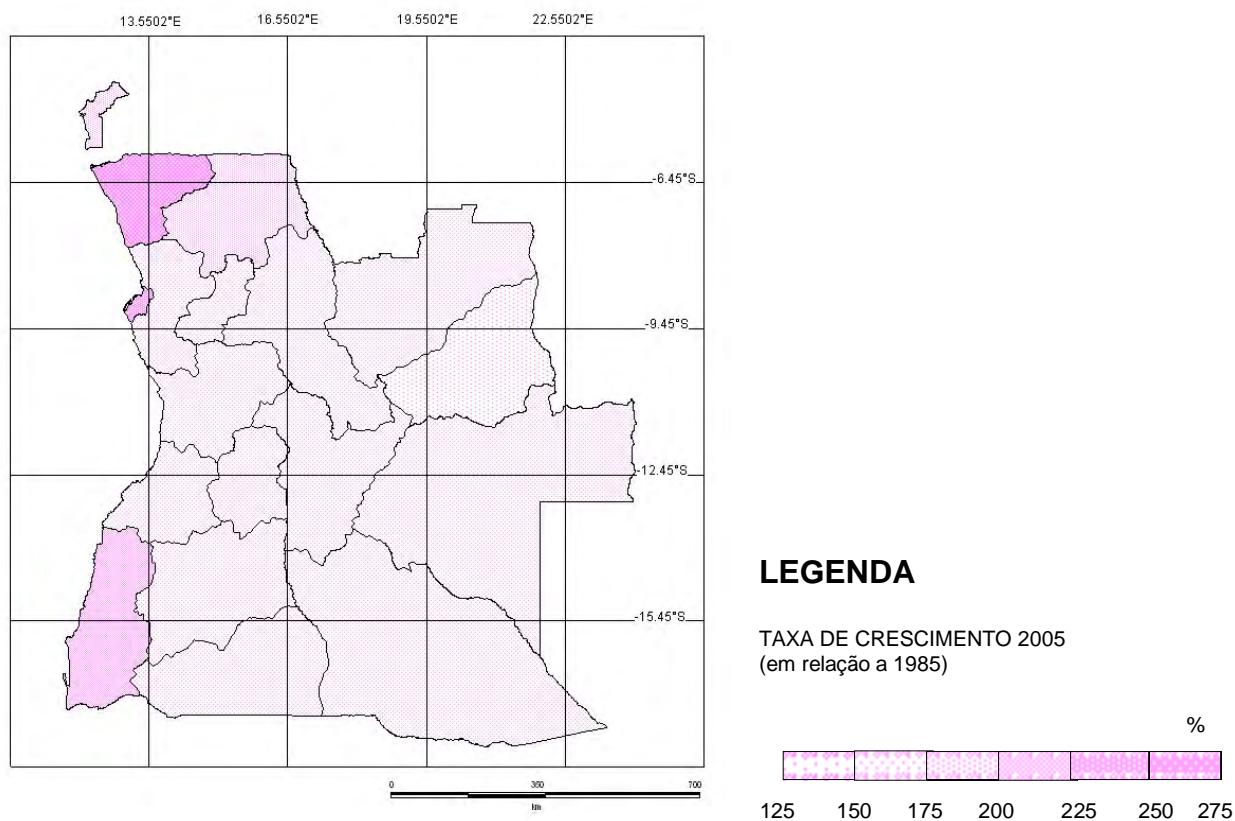 13.5502°E 16.5502°E 19.5502°E 22.5502°E
-6.45°S
-9.45°S
-12.45°S
-15.45°S
0 350 700
km
LEGENDA
TAXA DE CRESCIMENTO 2005
(em relação a 1985)
%
125 150 175 200 225 250 275